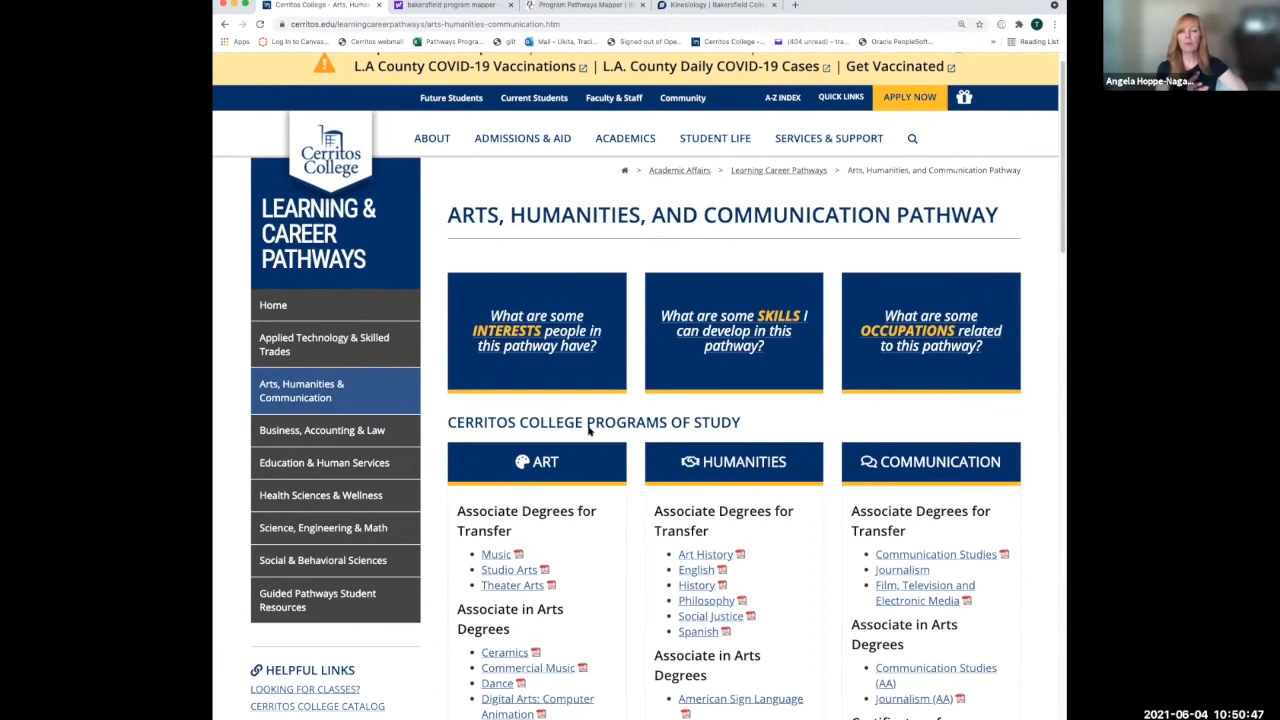 Cerritos College - Arts, Human
bakersfield program mapper -
Program Pathways Mapper | B
Kinesiology | Bakersfield Colle
cerritos.edu/learningcareerpathways/arts-humanities-communication.htm
T
Apps
Log In to Canvas...
Cerritos webmail
Pathways Progra...
glit
Mail – Ukita, Traci...
Signed out of Ope...
Cerritos College -...
(404 unread) - tra...
Oracle PeopleSoft...
»
Reading List
L.A County COVID-19 Vaccinations | L.A. County Daily COVID-19 Cases | Get Vaccinated
Future Students
Current Students
Faculty & Staff
Community
A-Z INDEX
QUICK LINKS
APPLY NOW
Cerritos College
ABOUT
ADMISSIONS & AID
ACADEMICS
STUDENT LIFE
SERVICES & SUPPORT
> Academic Affairs > Learning Career Pathways > Arts, Humanities, and Communication Pathway
LEARNING &
CAREER
PATHWAYS
Home
Applied Technology & Skilled
Trades
Arts, Humanities &
Communication
Business, Accounting & Law
Education & Human Services
Health Sciences & Wellness
Science, Engineering & Math
Social & Behavioral Sciences
Guided Pathways Student
Resources
HELPFUL LINKS
LOOKING FOR CLASSES?
CERRITOS COLLEGE CATALOG
ARTS, HUMANITIES, AND COMMUNICATION PATHWAY
What are some
INTERESTS people in
this pathway have?
What are some SKILLS I
can develop in this
pathway?
What are some
OCCUPATIONS related
to this pathway?
CERRITOS COLLEGE PROGRAMS OF STUDY
ART
Associate Degrees for
Transfer
Music
Studio Arts
Theater Arts
Associate in Arts
Degrees
Ceramics
Commercial Music
Dance
Digital Arts: Computer
Animation
HUMANITIES
Associate Degrees for
Transfer
Art History
English
History
Philosophy
Social Justice
Spanish
Associate in Arts
Degrees
American Sign Language
COMMUNICATION
Associate Degrees for
Transfer
Communication Studies
Journalism
Film, Television and
Electronic Media
Associate in Arts
Degrees
Communication Studies
(AA)
Journalism (AA)
Angela Hoppe-Naga...
2021-06-04 10:50:47